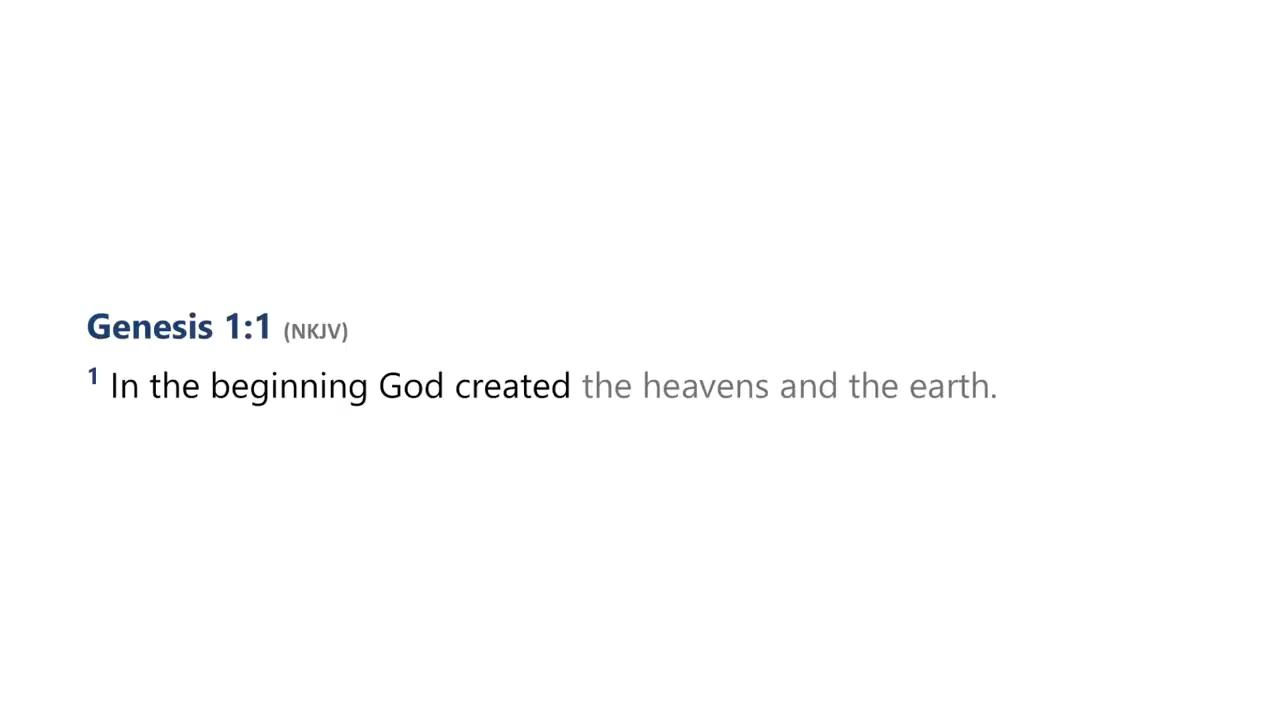 Genesis 1:1 (NKJV)
1 In the beginning God created the heavens and the earth.